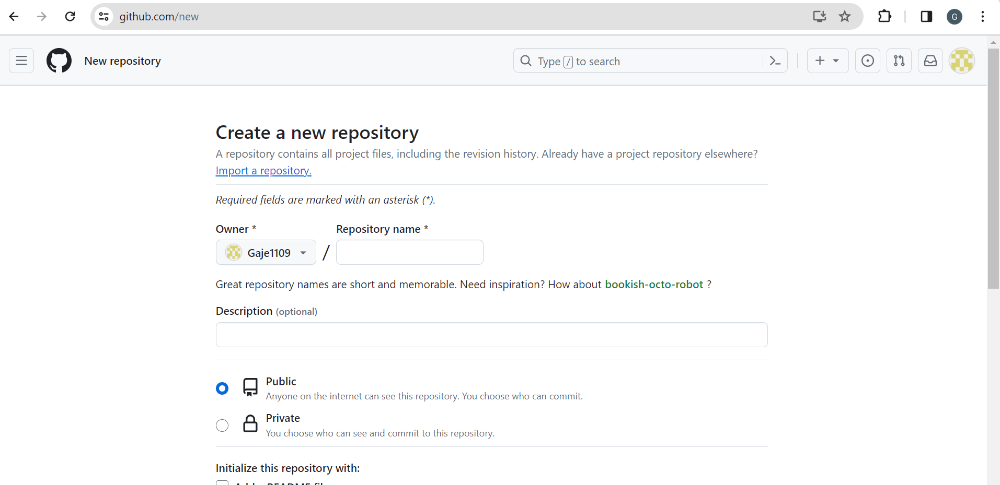 github.com/new
G
New repository
Type / to search
Create a new repository
A repository contains all project files, including the revision history. Already have a project repository elsewhere?
Import a repository.
Required fields are marked with an asterisk (*).
Owner * Repository name *
Gaje1109 /
Great repository names are short and memorable. Need inspiration? How about bookish-octo-robot ?
Description (optional)
Public
Anyone on the internet can see this repository. You choose who can commit.
Private
You choose who can see and commit to this repository.
Initialize this repository with:
Add a README file